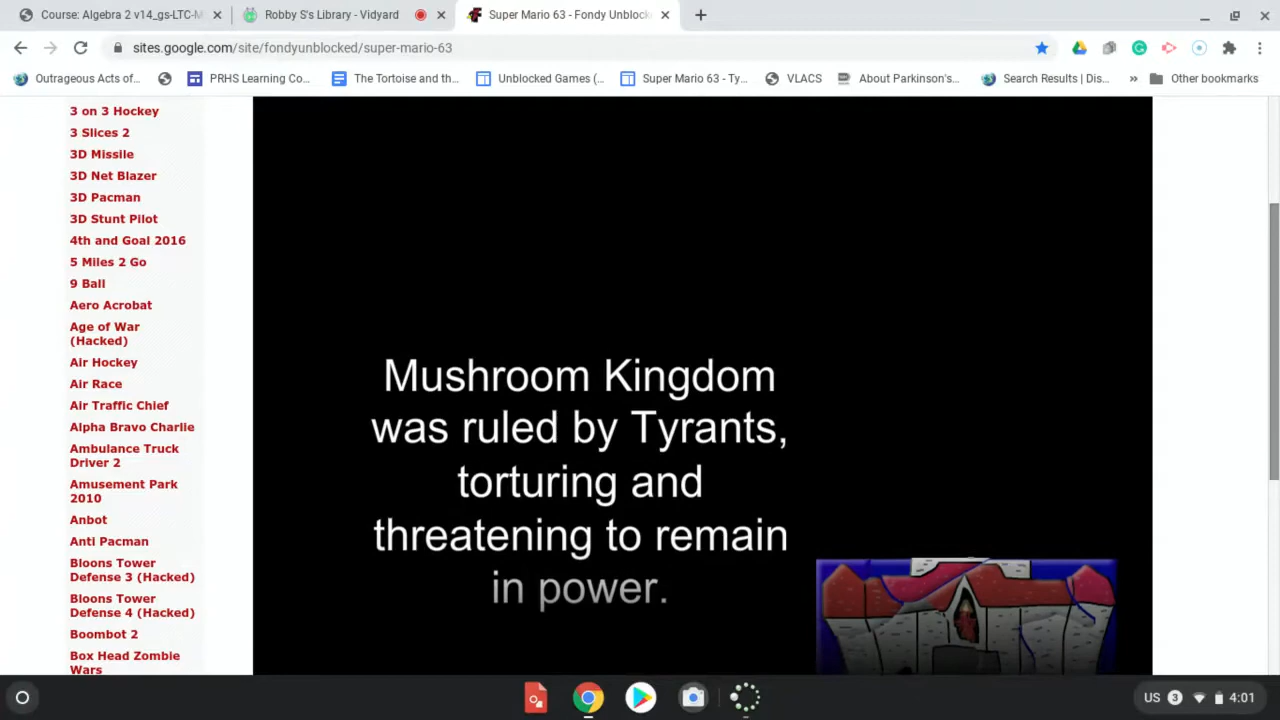 Course: Algebra 2 v14_gs-LTC-M
Robby S's Library - Vidyard
Super Mario 63 - Fondy Unblock
sites.google.com/site/fondyunblocked/super-mario-63
Outrageous Acts of...
PRHS Learning Co...
The Tortoise and th...
Unblocked Games (...
Super Mario 63 - Ty...
VLACS
About Parkinson's...
Search Results | Dis...
»
Other bookmarks
3 on 3 Hockey
3 Slices 2
3D Missile
3D Net Blazer
3D Pacman
3D Stunt Pilot
4th and Goal 2016
5 Miles 2 Go
9 Ball
Aero Acrobat
Age of War
(Hacked)
Air Hockey
Air Race
Air Traffic Chief
Alpha Bravo Charlie
Ambulance Truck
Driver 2
Amusement Park
2010
Anbot
Anti Pacman
Bloons Tower
Defense 3 (Hacked)
Bloons Tower
Defense 4 (Hacked)
Boombot 2
Box Head Zombie
Wars
Mushroom Kingdom
was ruled by Tyrants,
torturing and
threatening to remain
in power.
US 3 4:01